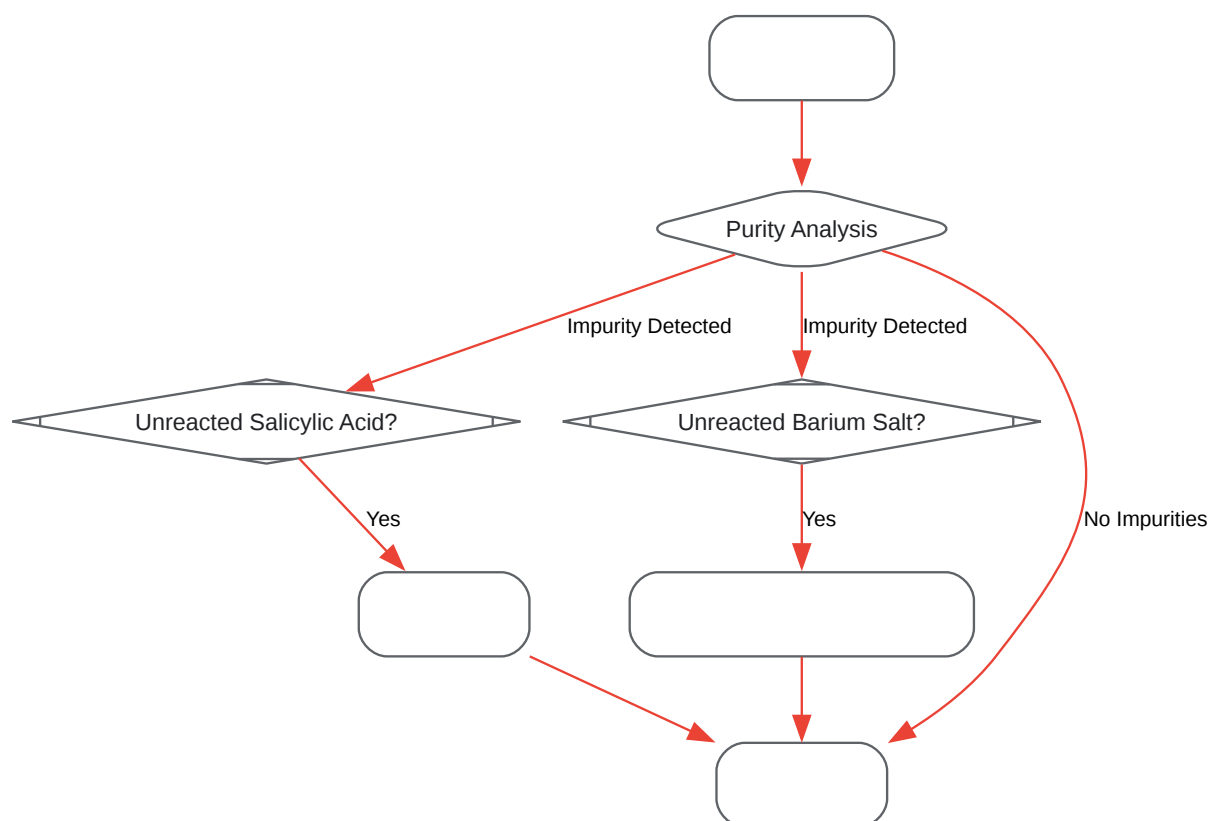 Purity Analysis
Impurity Detected
Impurity Detected
Unreacted Salicylic Acid?
Unreacted Barium Salt?
Yes
Yes
No Impurities